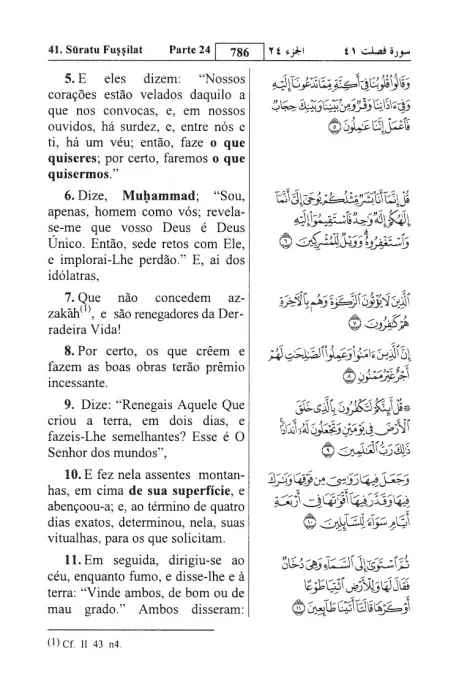 41. Sūratu Fuṣṣilat Parte 24 786 الجزء ٢٤ سورة فصلت ٤١
5. E eles dizem: “Nossos
corações estão velados daquilo a
que nos convocas, e, em nossos
ouvidos, há surdez, e, entre nós e
ti, há um véu; então, faze o que
quiseres; por certo, faremos o que
quisermos.”
6. Dize, Muḥammad; “Sou,
apenas, homem como vós; revela-
se-me que vosso Deus é Deus
Único. Então, sede retos com Ele,
e implorai-Lhe perdão.” E, ai dos
idólatras,
7. Que não concedem az-
zakāh(1), e são renegadores da Der-
radeira Vida!
8. Por certo, os que crêem e
fazem as boas obras terão prêmio
incessante.
9. Dize: “Renegais Aquele Que
criou a terra, em dois dias, e
fazeis-Lhe semelhantes? Esse é O
Senhor dos mundos”,
10. E fez nela assentes montan-
has, em cima de sua superfície, e
abençoou-a; e, ao término de quatro
dias exatos, determinou, nela, suas
vitualhas, para os que solicitam.
11. Em seguida, dirigiu-se ao
céu, enquanto fumo, e disse-lhe e à
terra: “Vinde ambos, de bom ou de
mau grado.” Ambos disseram:
وَقَالُوا۟ قُلُوبُنَا فِىٓ أَكِنَّةٍ مِّمَّا تَدْعُونَآ إِلَيْهِ
وَفِىٓ ءَاذَانِنَا وَقْرٌ وَمِنۢ بَيْنِنَا وَبَيْنِكَ حِجَابٌ
فَٱعْمَلْ إِنَّنَا عَٰمِلُونَ ٥
قُلْ إِنَّمَآ أَنَا۠ بَشَرٌ مِّثْلُكُمْ يُوحَىٰٓ إِلَىَّ أَنَّمَآ
إِلَٰهُكُمْ إِلَٰهٌ وَٰحِدٌ فَٱسْتَقِيمُوٓا۟ إِلَيْهِ
وَٱسْتَغْفِرُوهُ ۗ وَوَيْلٌ لِّلْمُشْرِكِينَ ٦
ٱلَّذِينَ لَا يُؤْتُونَ ٱلزَّكَوٰةَ وَهُم بِٱلْءَاخِرَةِ
هُمْ كَٰفِرُونَ ٧
إِنَّ ٱلَّذِينَ ءَامَنُوا۟ وَعَمِلُوا۟ ٱلصَّٰلِحَٰتِ لَهُمْ
أَجْرٌ غَيْرُ مَمْنُونٍ ٨
۞ قُلْ أَئِنَّكُمْ لَتَكْفُرُونَ بِٱلَّذِى خَلَقَ
ٱلْأَرْضَ فِى يَوْمَيْنِ وَتَجْعَلُونَ لَهُۥٓ أَندَادًا ۚ
ذَٰلِكَ رَبُّ ٱلْعَٰلَمِينَ ٩
وَجَعَلَ فِيهَا رَوَٰسِىَ مِن فَوْقِهَا وَبَٰرَكَ
فِيهَا وَقَدَّرَ فِيهَآ أَقْوَٰتَهَا فِىٓ أَرْبَعَةِ
أَيَّامٍ سَوَآءً لِّلسَّآئِلِينَ ١٠
ثُمَّ ٱسْتَوَىٰٓ إِلَى ٱلسَّمَآءِ وَهِىَ دُخَانٌ
فَقَالَ لَهَا وَلِلْأَرْضِ ٱئْتِيَا طَوْعًا
أَوْ كَرْهًا قَالَتَآ أَتَيْنَا طَآئِعِينَ ١١
(1) Cf. II 43 n4.